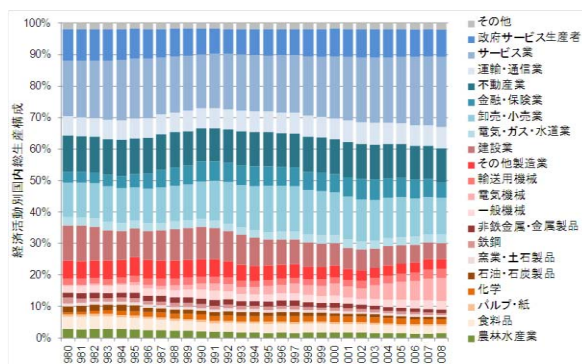 経済活動別国内総生産構成
100%
90%
80%
70%
60%
50%
40%
30%
20%
10%
0%
1980
1981
1982
1983
1984
1985
1986
1987
1988
1989
1990
1991
1992
1993
1994
1995
1996
1997
1998
1999
2000
2001
2002
2003
2004
2005
2006
2007
2008
その他
政府サービス生産者
サービス業
運輸・通信業
不動産業
金融・保険業
卸売・小売業
電気・ガス・水道業
建設業
その他製造業
輸送用機械
電気機械
一般機械
非鉄金属・金属製品
鉄鋼
窯業・土石製品
石油・石炭製品
化学
パルプ・紙
食料品
農林水産業